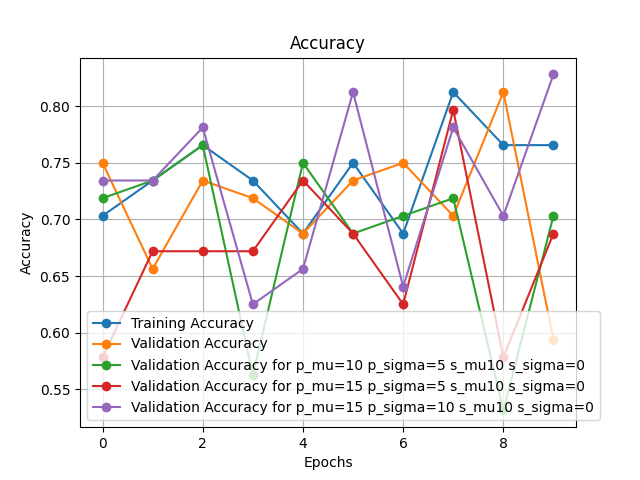 Accuracy
0.80
0.75
0.70
0.65
0.60
0.55
Accuracy
Training Accuracy
Validation Accuracy
Validation Accuracy for p_mu=10 p_sigma=5 s_mu10 s_sigma=0
Validation Accuracy for p_mu=15 p_sigma=5 s_mu10 s_sigma=0
Validation Accuracy for p_mu=15 p_sigma=10 s_mu10 s_sigma=0
0 2 4 6 8
Epochs